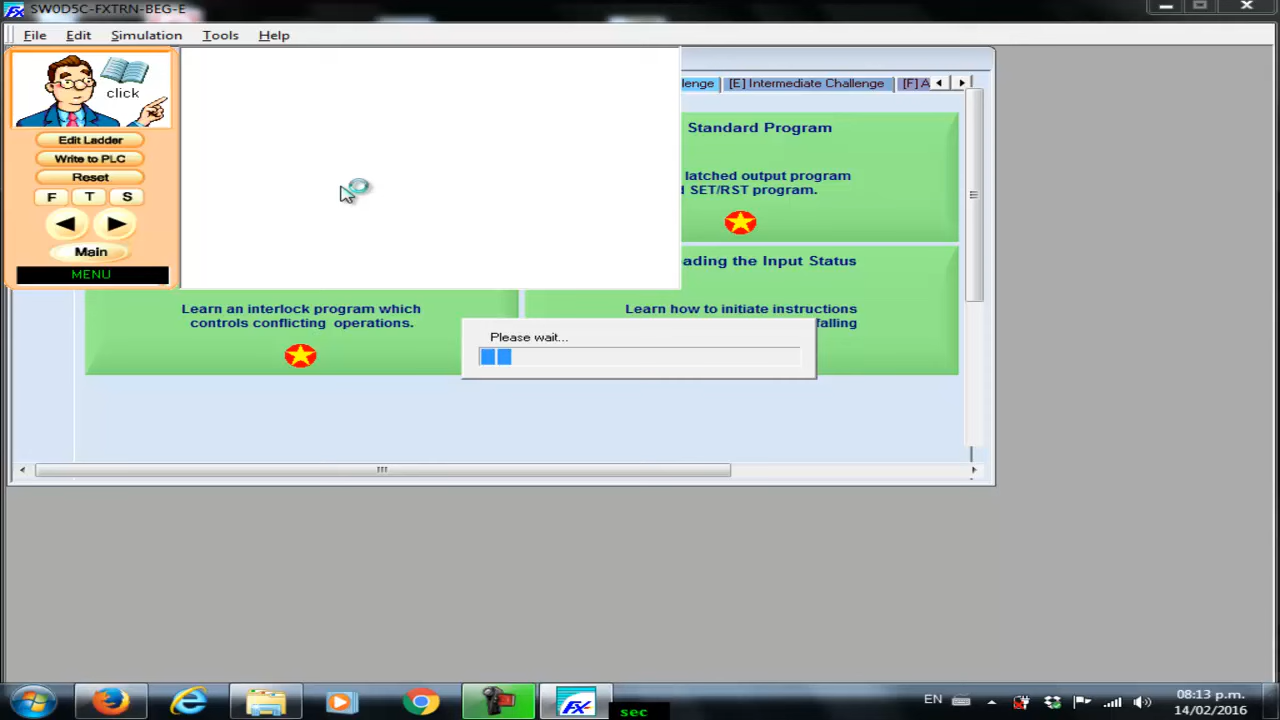 SW0D5C-FXTRN-BEG-E
File Edit Simulation Tools Help
click
Edit Ladder
Write to PLC
Reset
F T S
Main
MENU
lenge
[E] Intermediate Challenge
[F] A
Standard Program
latched output program
SET/RST program.
ading the Input Status
Learn an interlock program which
controls conflicting operations.
Learn how to initiate instructions
falling
Please wait...
EN
08:13 p.m.
14/02/2016
sec